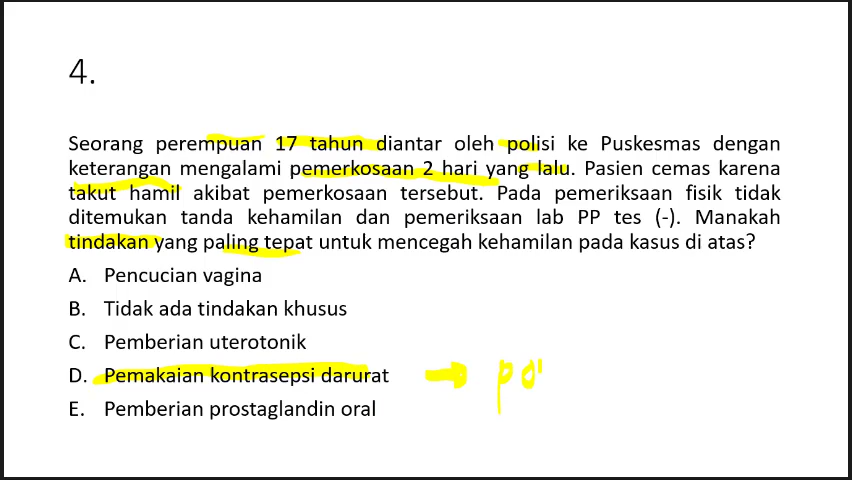 4.
Seorang perempuan 17 tahun diantar oleh polisi ke Puskesmas dengan
keterangan mengalami pemerkosaan 2 hari yang lalu. Pasien cemas karena
takut hamil akibat pemerkosaan tersebut. Pada pemeriksaan fisik tidak
ditemukan tanda kehamilan dan pemeriksaan lab PP tes (-). Manakah
tindakan yang paling tepat untuk mencegah kehamilan pada kasus di atas?
A. Pencucian vagina
B. Tidak ada tindakan khusus
C. Pemberian uterotonik
D. Pemakaian kontrasepsi darurat
E. Pemberian prostaglandin oral